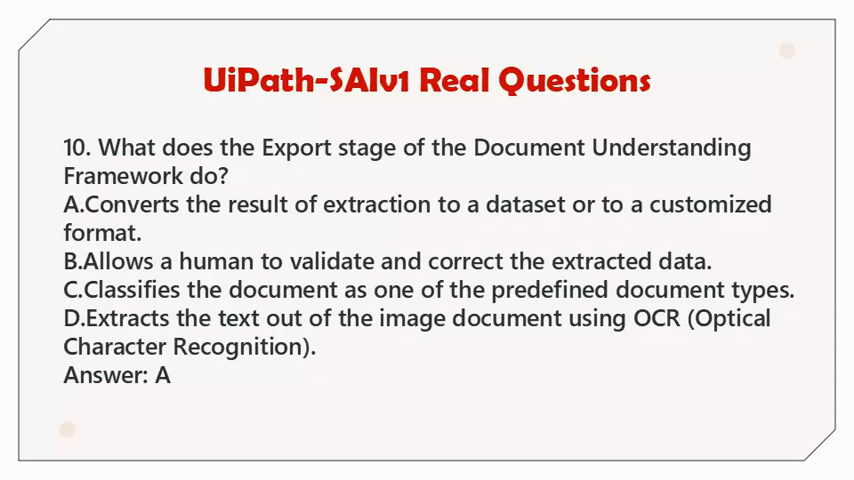 UiPath-SAIv1 Real Questions
10. What does the Export stage of the Document Understanding
Framework do?
A.Converts the result of extraction to a dataset or to a customized
format.
B.Allows a human to validate and correct the extracted data.
C.Classifies the document as one of the predefined document types.
D.Extracts the text out of the image document using OCR (Optical
Character Recognition).
Answer: A